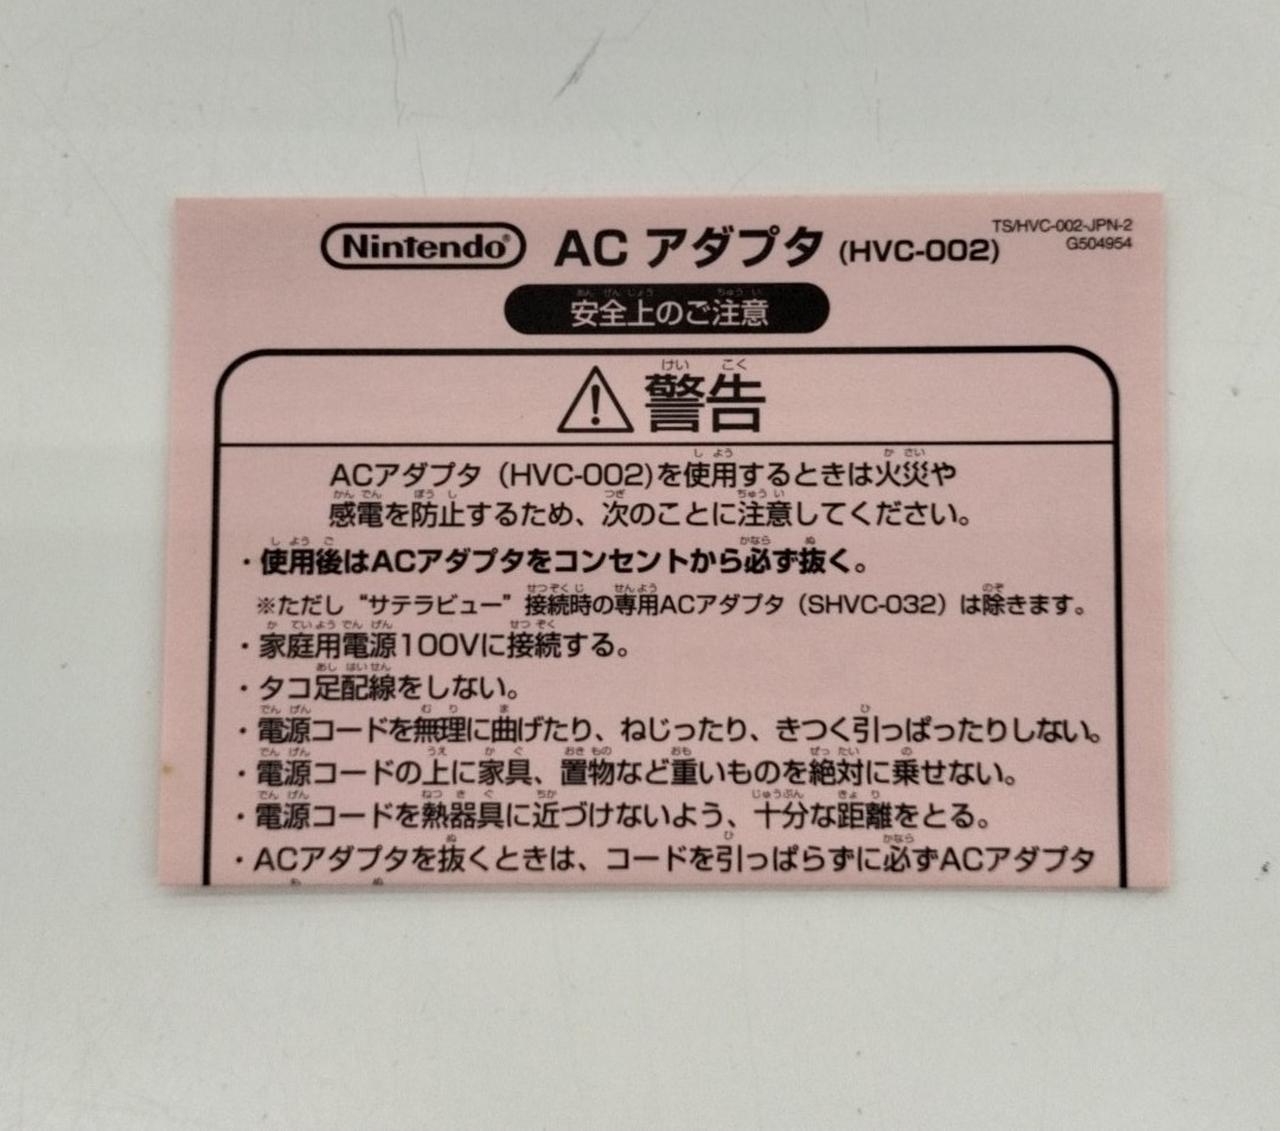 Nintendo® AC アダプタ (HVC-002)
TS/HVC-002-JPN-2
G504954
安全上のご注意
警告
ACアダプタ（HVC-002)を使用するときは火災や
感電を防止するため、次のことに注意してください。
・使用後はACアダプタをコンセントから必ず抜く。
※ただし“サテラビュー”接続時の専用ACアダプタ（SHVC-032）は除きます。
・家庭用電源100Vに接続する。
・タコ足配線をしない。
・電源コードを無理に曲げたり、ねじったり、きつく引っぱったりしない。
・電源コードの上に家具、置物など重いものを絶対に乗せない。
・電源コードを熱器具に近づけないよう、十分な距離をとる。
・ACアダプタを抜くときは、コードを引っぱらずに必ずACアダプタ